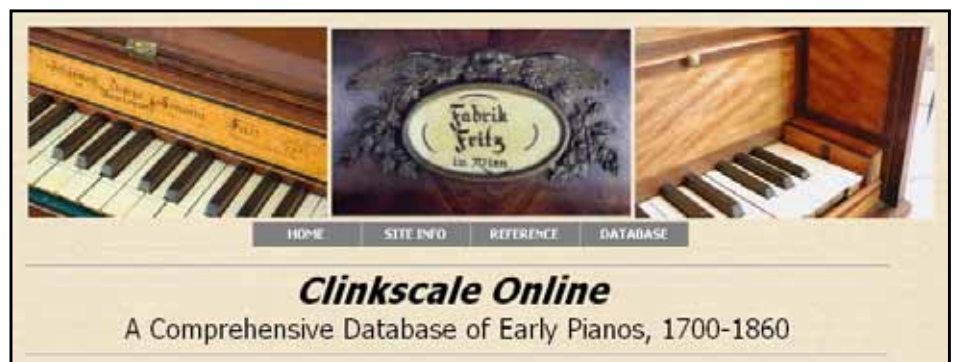 Fabrik
Fritz
in Wien
HOME SITE INFO REFERENCE DATABASE
Clinkscale Online
A Comprehensive Database of Early Pianos, 1700-1860